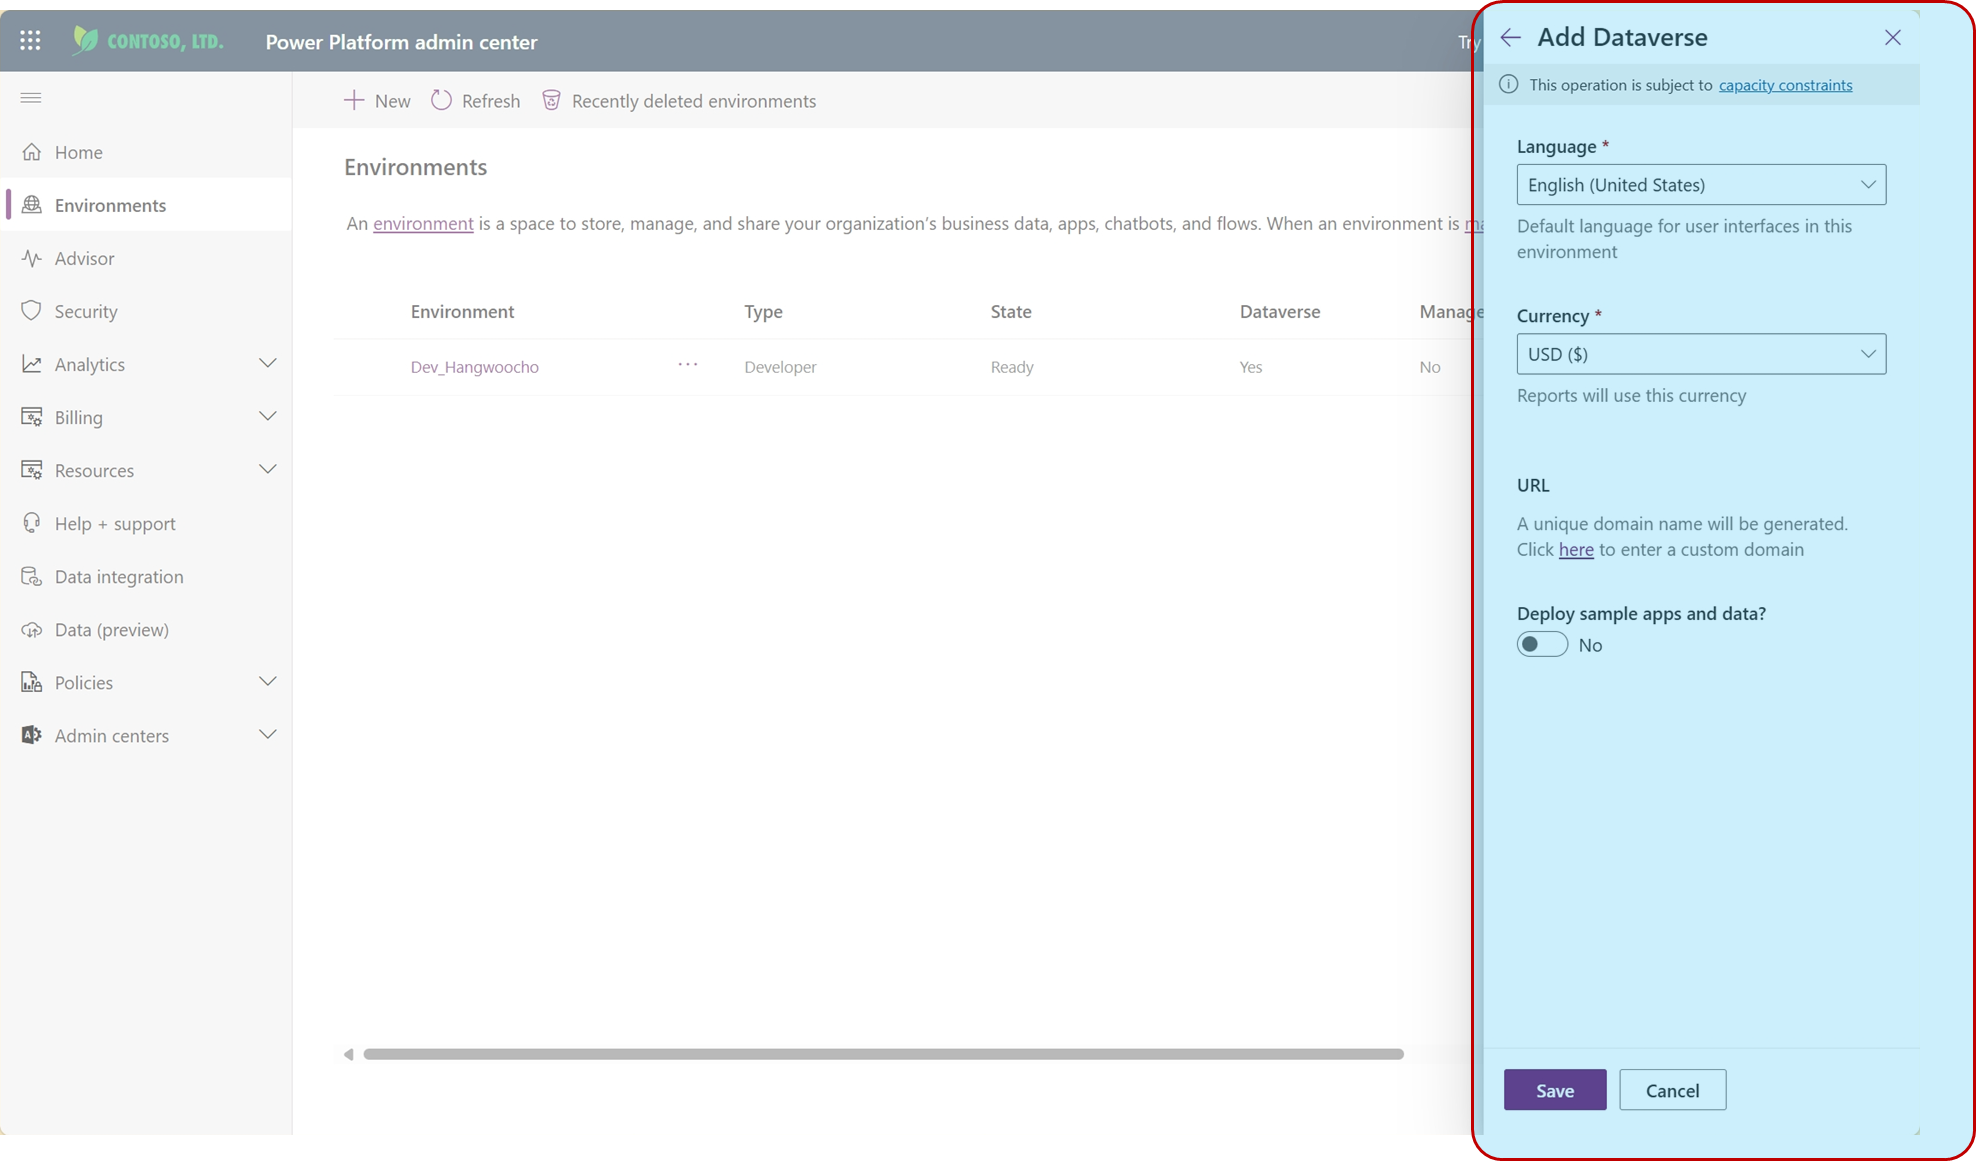 CONTOSO, LTD.
Power Platform admin center
Try
New
Refresh
Recently deleted environments
Home
Environments
Advisor
Security
Analytics
Billing
Resources
Help + support
Data integration
Data (preview)
Policies
Admin centers
Environments
An environment is a space to store, manage, and share your organization's business data, apps, chatbots, and flows. When an environment is ma
Environment Type State Dataverse Manage
Dev_Hangwoocho ... Developer Ready Yes No
Add Dataverse
This operation is subject to capacity constraints
Language *
English (United States)
Default language for user interfaces in this
environment
Currency *
USD ($)
Reports will use this currency
URL
A unique domain name will be generated.
Click here to enter a custom domain
Deploy sample apps and data?
No
Save
Cancel